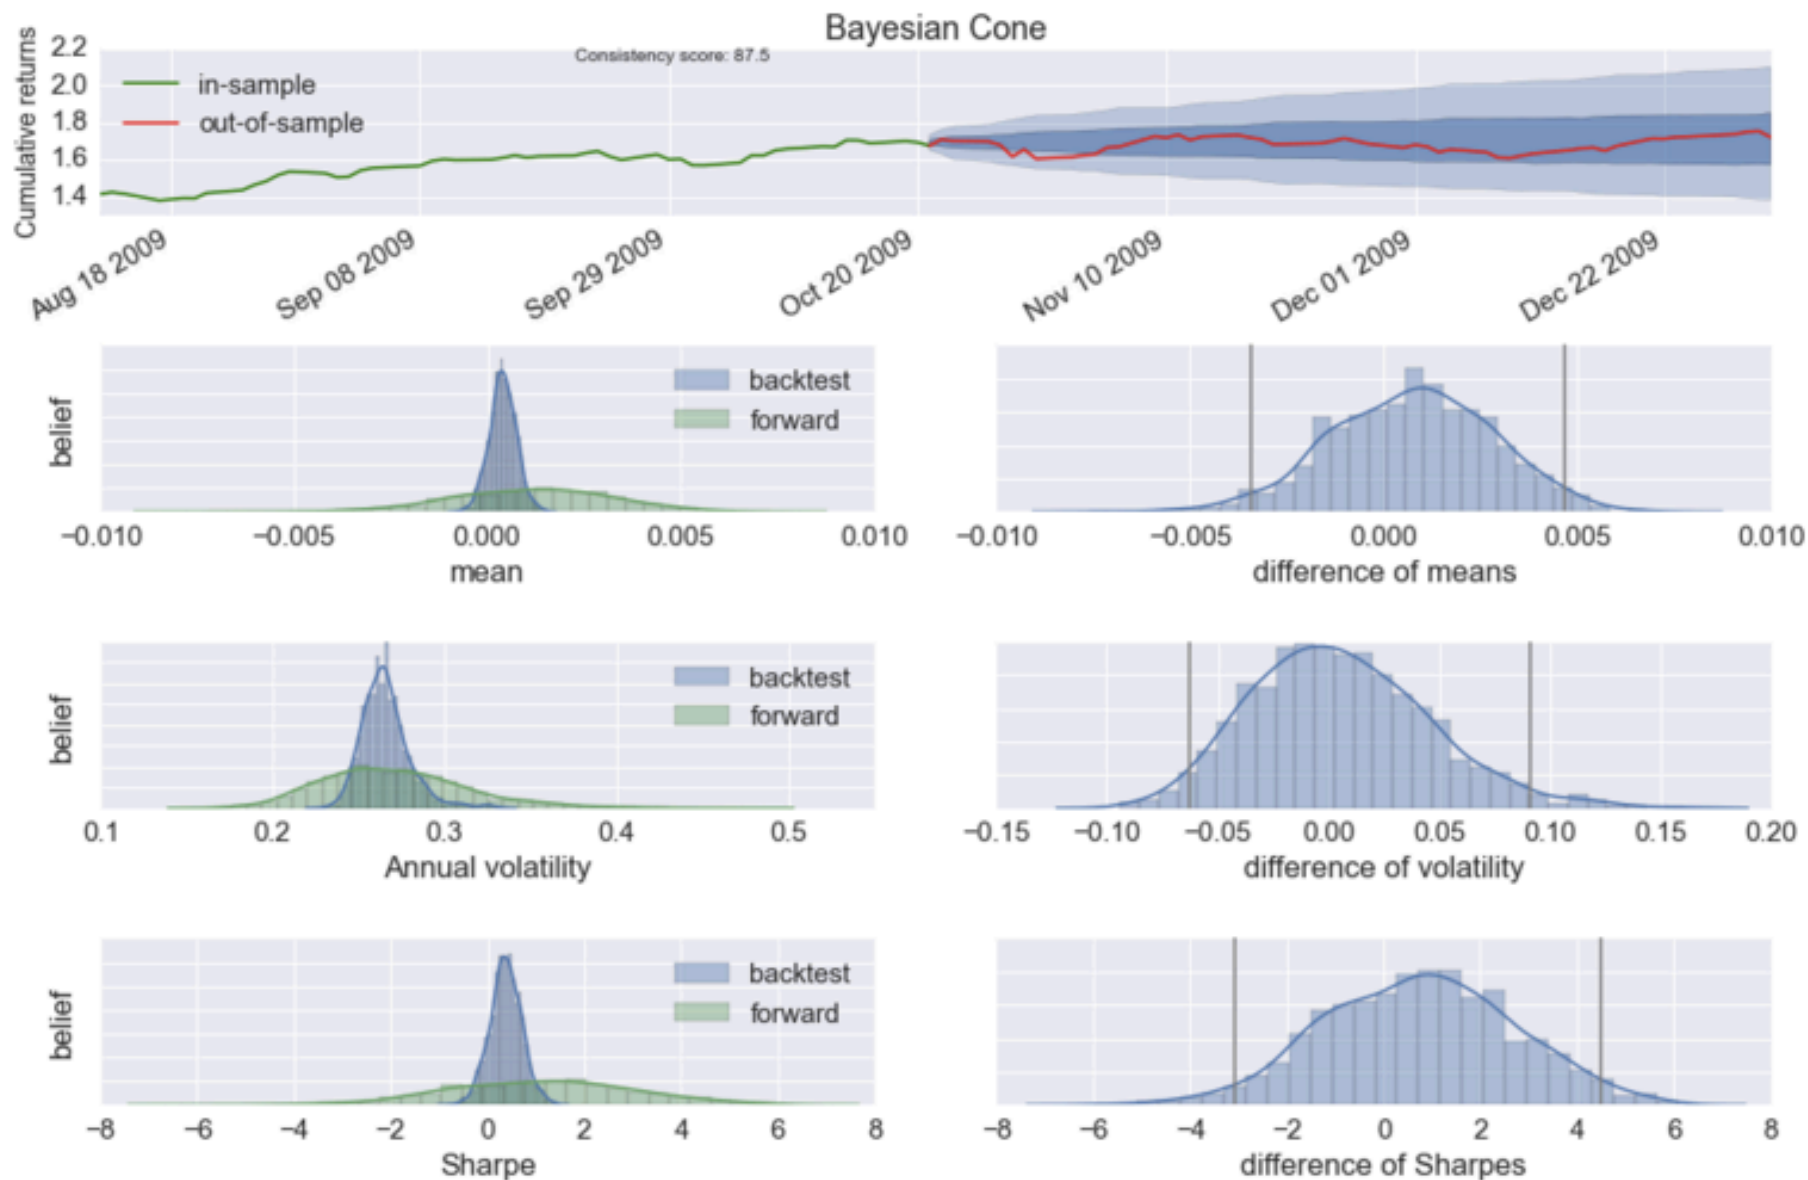 Bayesian Cone
Consistency score: 87.5
Cumulative returns
2.2
2.0
1.8
1.6
1.4
in-sample
out-of-sample
Aug 18 2009
Sep 08 2009
Sep 29 2009
Oct 20 2009
Nov 10 2009
Dec 01 2009
Dec 22 2009
belief
backtest
forward
−0.010 −0.005 0.000 0.005 0.010
mean
−0.010 −0.005 0.000 0.005 0.010
difference of means
belief
backtest
forward
0.1 0.2 0.3 0.4 0.5
Annual volatility
−0.15 −0.10 −0.05 0.00 0.05 0.10 0.15 0.20
difference of volatility
belief
backtest
forward
−8 −6 −4 −2 0 2 4 6 8
Sharpe
−8 −6 −4 −2 0 2 4 6 8
difference of Sharpes